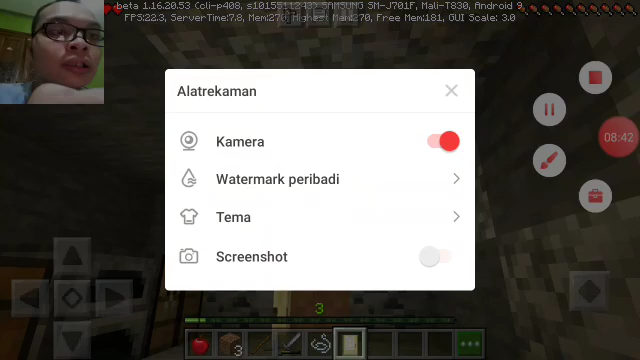 beta 1.16.20.53 (cli-p408, s10155112433) SAMSUNG SM-J701F, Mali-T830, Android 9
FPS:22.3, ServerTime:7.8, Mem:270, Highest Mem:270, Free Mem:181, GUI Scale: 3.0
Alatrekaman
Kamera
08:42
Watermark peribadi
Tema
Screenshot
3
3